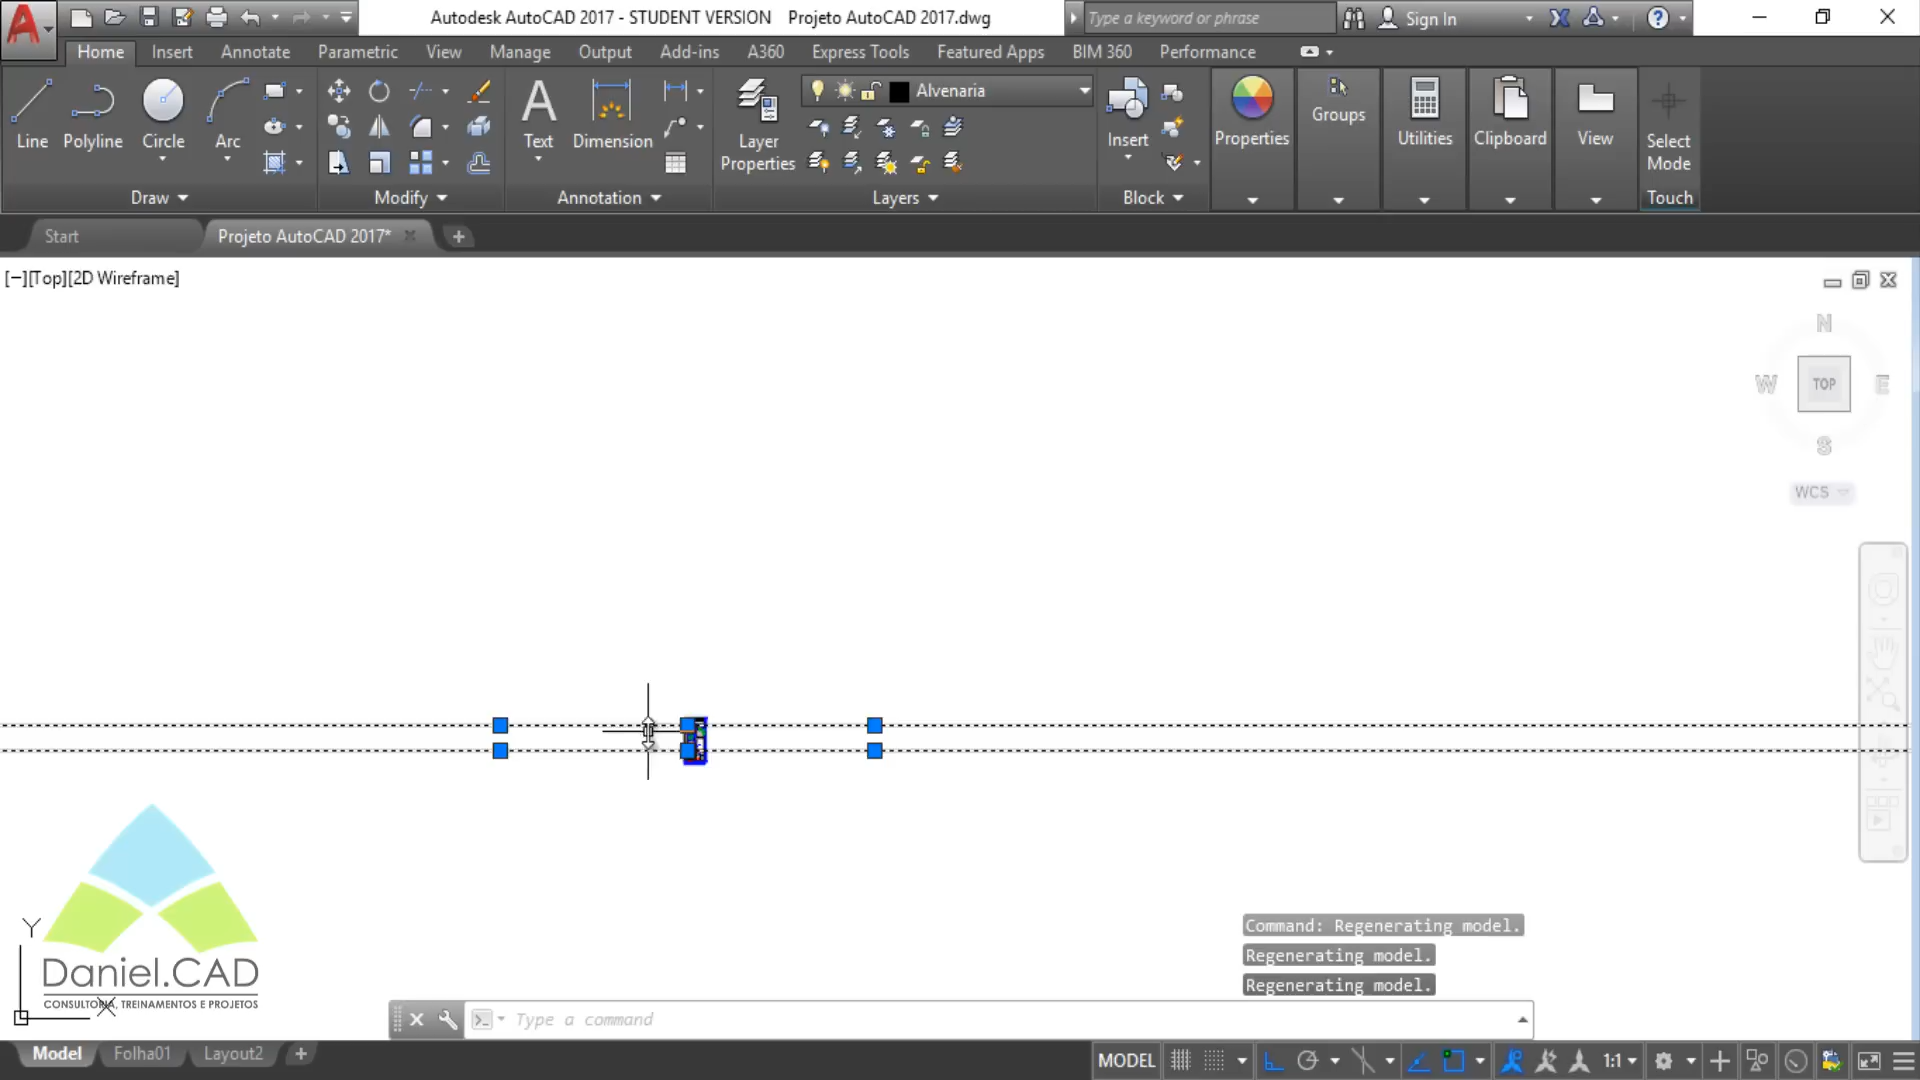 Autodesk AutoCAD 2017 - STUDENT VERSION Projeto AutoCAD 2017.dwg
Type a keyword or phrase
Sign In
Home Insert Annotate Parametric View Manage Output Add-ins A360 Express Tools Featured Apps BIM 360 Performance
Line Polyline Circle Arc
Text Dimension
Layer Properties
Alvenaria
Insert
Properties
Groups
Utilities
Clipboard
View
Select Mode
Draw Modify Annotation Layers Block Touch
Start
Projeto AutoCAD 2017*
[−][Top][2D Wireframe]
N
W TOP E
S
WCS
Y
X
Daniel.CAD
CONSULTORIA, TREINAMENTOS E PROJETOS
Command: Regenerating model.
Regenerating model.
Regenerating model.
Type a command
Model Folha01 Layout2
MODEL
1:1